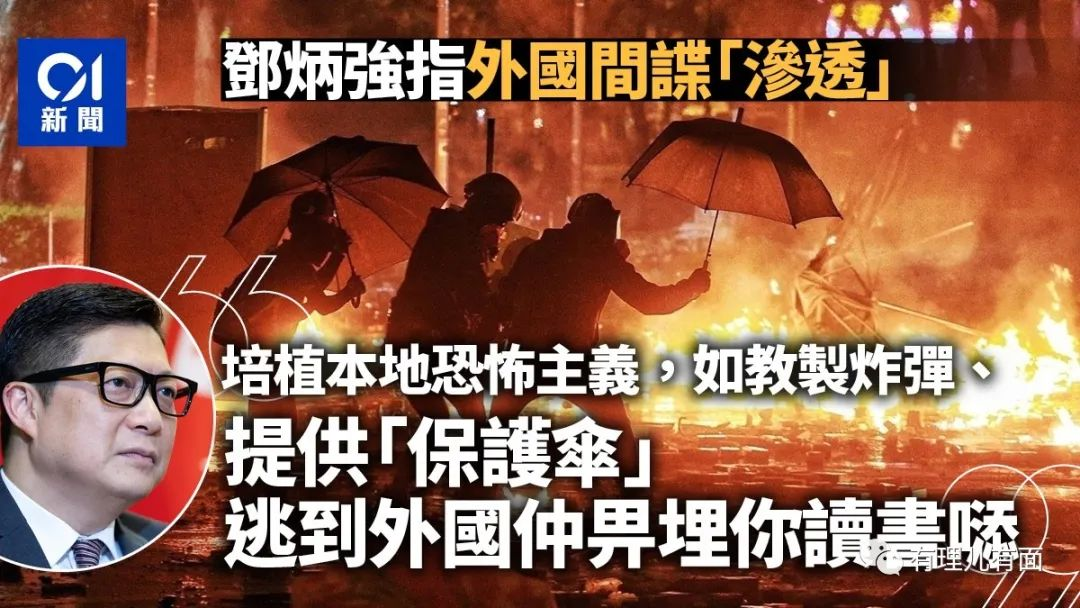 01
新聞
鄧炳強指外國間諜「滲透」
培植本地恐怖主義,如教製炸彈、
提供「保護傘」
逃到外國仲畀埋你讀書㗎
有理儿有面